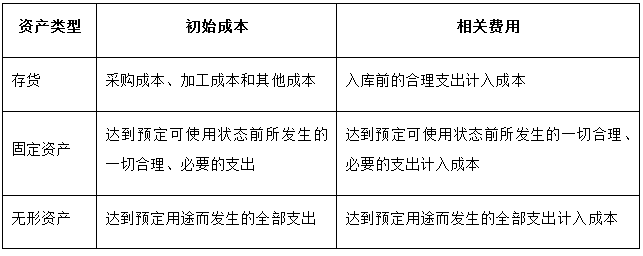 资产类型 初始成本 相关费用
存货 采购成本、加工成本和其他成本 入库前的合理支出计入成本
固定资产 达到预定可使用状态前所发生的 达到预定可使用状态前所发生的一切合理、
一切合理、必要的支出 必要的支出计入成本
无形资产 达到预定用途而发生的全部支出 达到预定用途而发生的全部支出计入成本